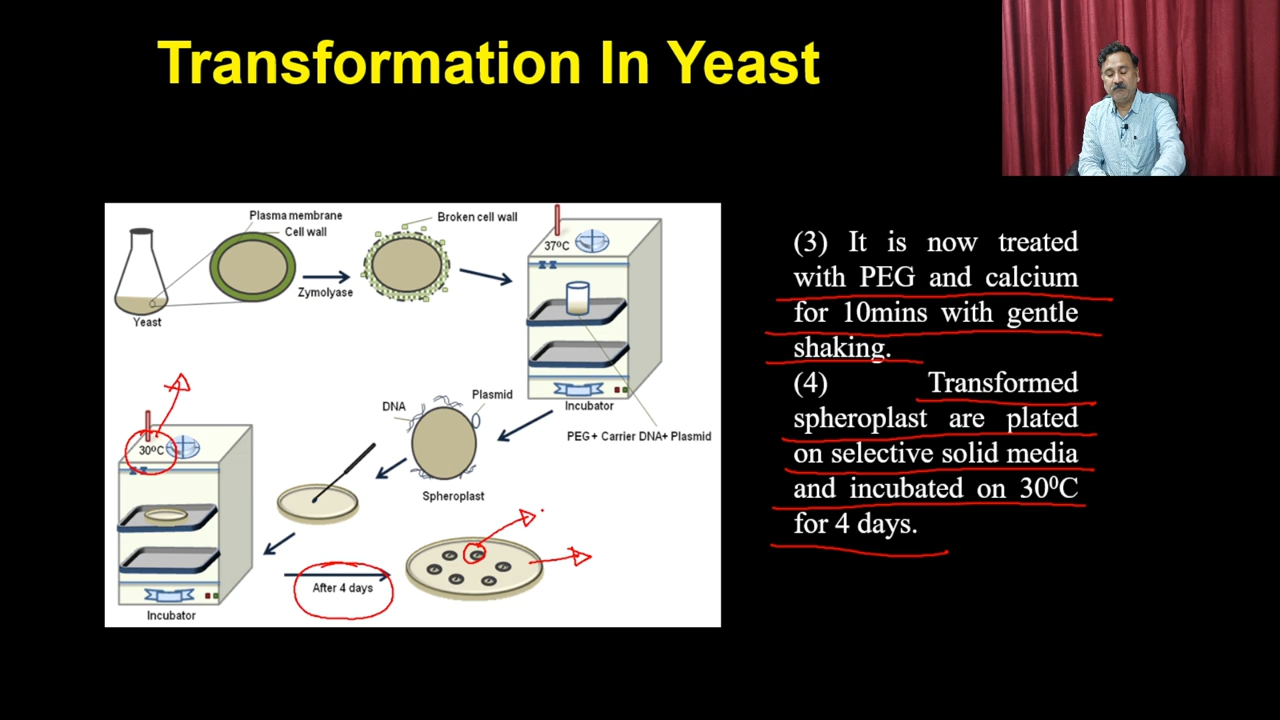 Transformation In Yeast
Plasma membrane
Cell wall
Broken cell wall
37⁰C
Zymolyase
Yeast
Incubator
PEG+ Carrier DNA+ Plasmid
DNA
Plasmid
Spheroplast
30⁰C
After 4 days
Incubator
(3) It is now treated
with PEG and calcium
for 10mins with gentle
shaking.
(4) Transformed
spheroplast are plated
on selective solid media
and incubated on 30⁰C
for 4 days.